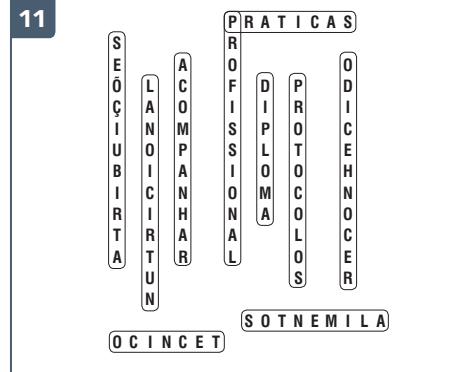 11
PRATICAS
SEÕÇIUBIRTA
LANOICIRTUN
ACOMPANHAR
PROFISSIONAL
DIPLOMA
PROTOCOLOS
ODICEHNOCER
SOTNEMILA
OCINCET